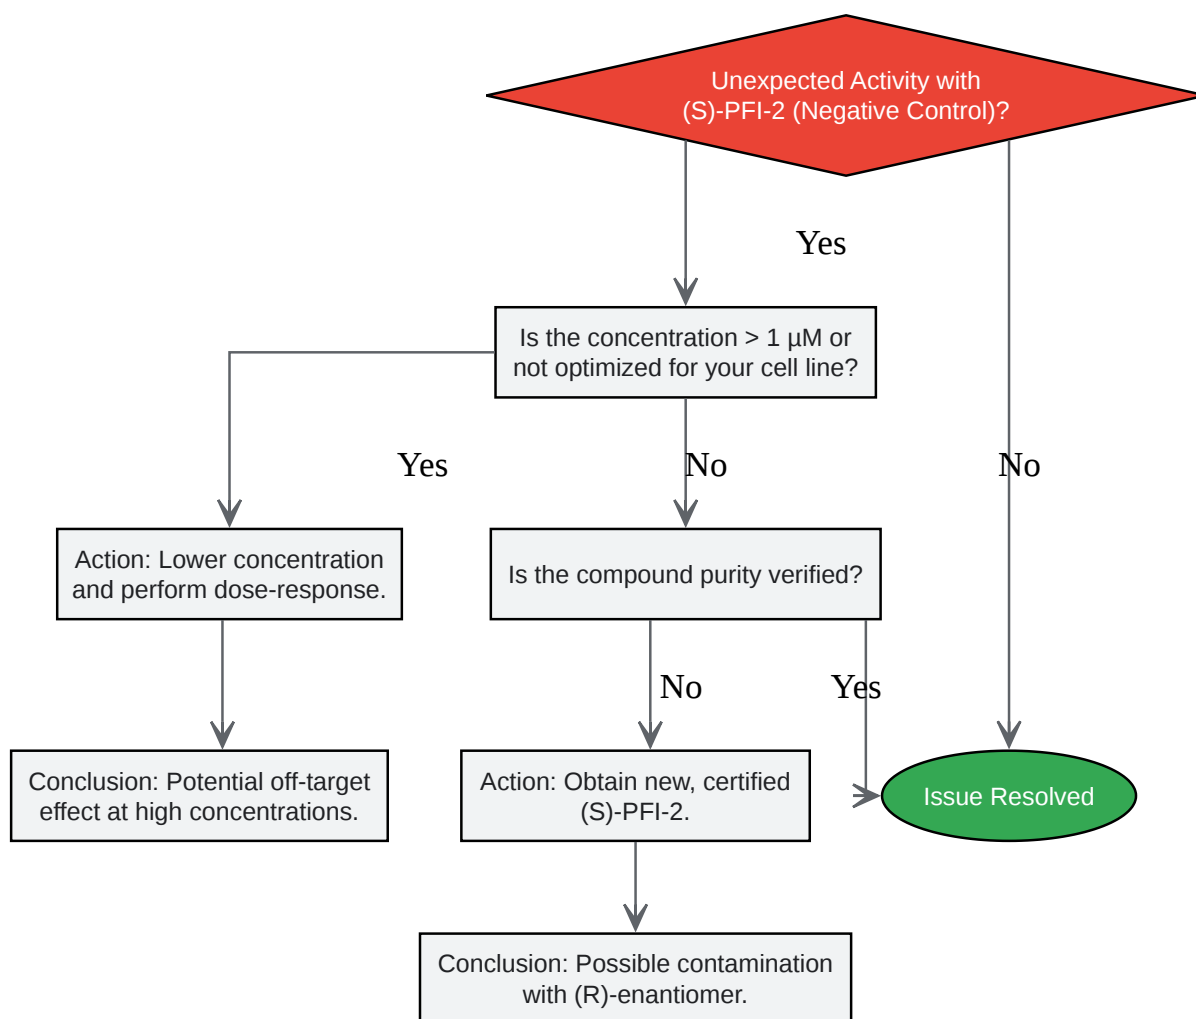 Unexpected Activity with
(S)-PFI-2 (Negative Control)?
Yes
Is the concentration > 1 µM or
not optimized for your cell line?
Yes
No
No
Action: Lower concentration
and perform dose-response.
Is the compound purity verified?
No
Yes
Conclusion: Potential off-target
effect at high concentrations.
Action: Obtain new, certified
(S)-PFI-2.
Issue Resolved
Conclusion: Possible contamination
with (R)-enantiomer.